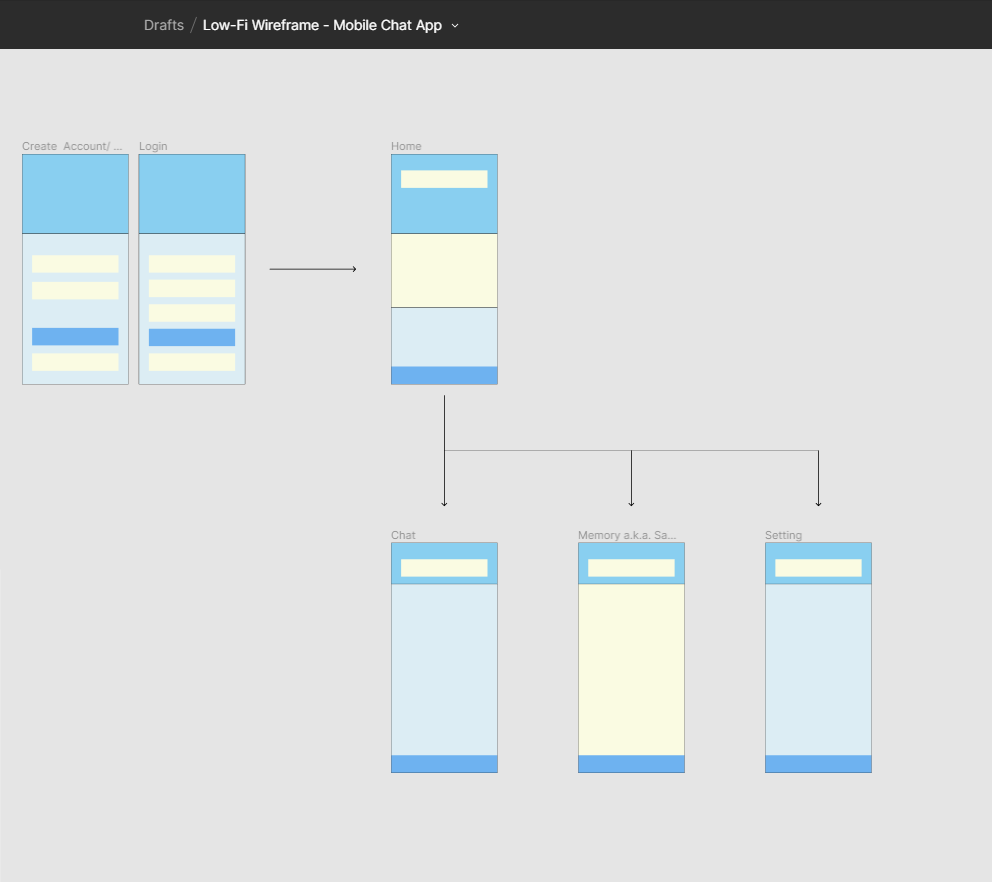 Drafts / Low-Fi Wireframe - Mobile Chat App
Create Account/ ...
Login
Home
Chat
Memory a.k.a. Sa...
Setting